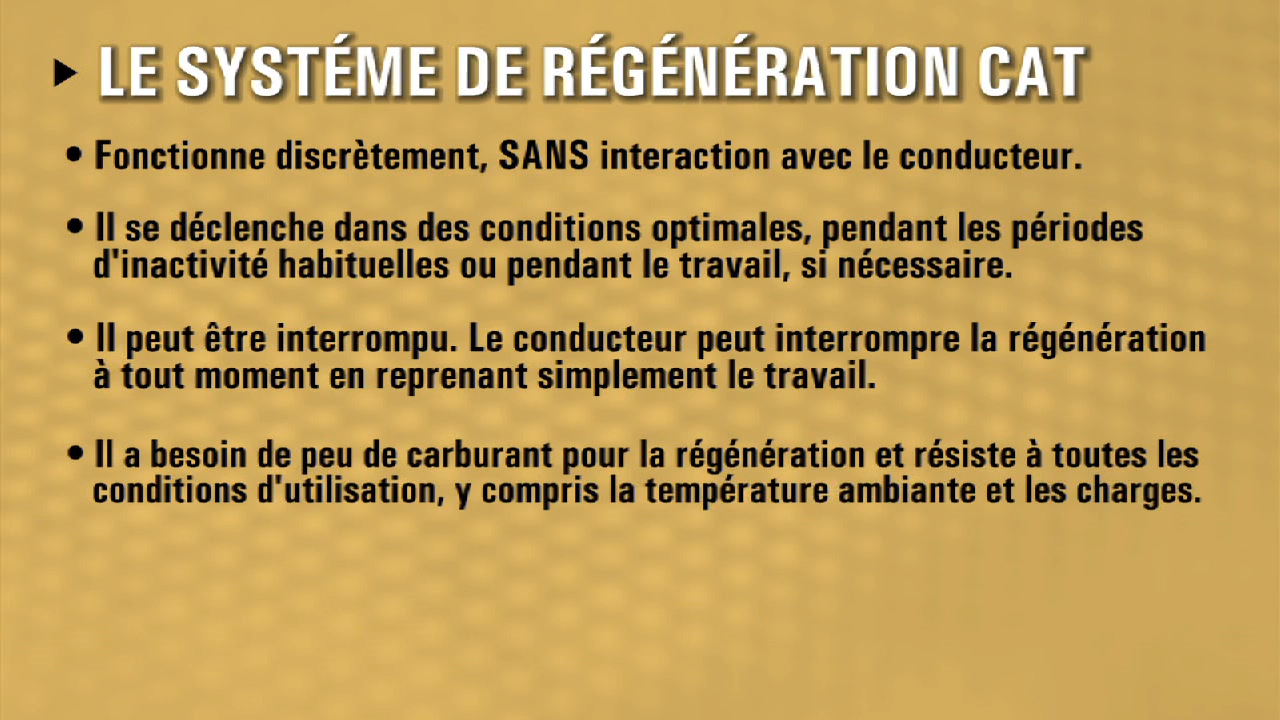 LE SYSTÉME DE RÉGÉNÉRATION CAT
• Fonctionne discrètement, SANS interaction avec le conducteur.
• Il se déclenche dans des conditions optimales, pendant les périodes
d'inactivité habituelles ou pendant le travail, si nécessaire.
• Il peut être interrompu. Le conducteur peut interrompre la régénération
à tout moment en reprenant simplement le travail.
• Il a besoin de peu de carburant pour la régénération et résiste à toutes les
conditions d'utilisation, y compris la température ambiante et les charges.